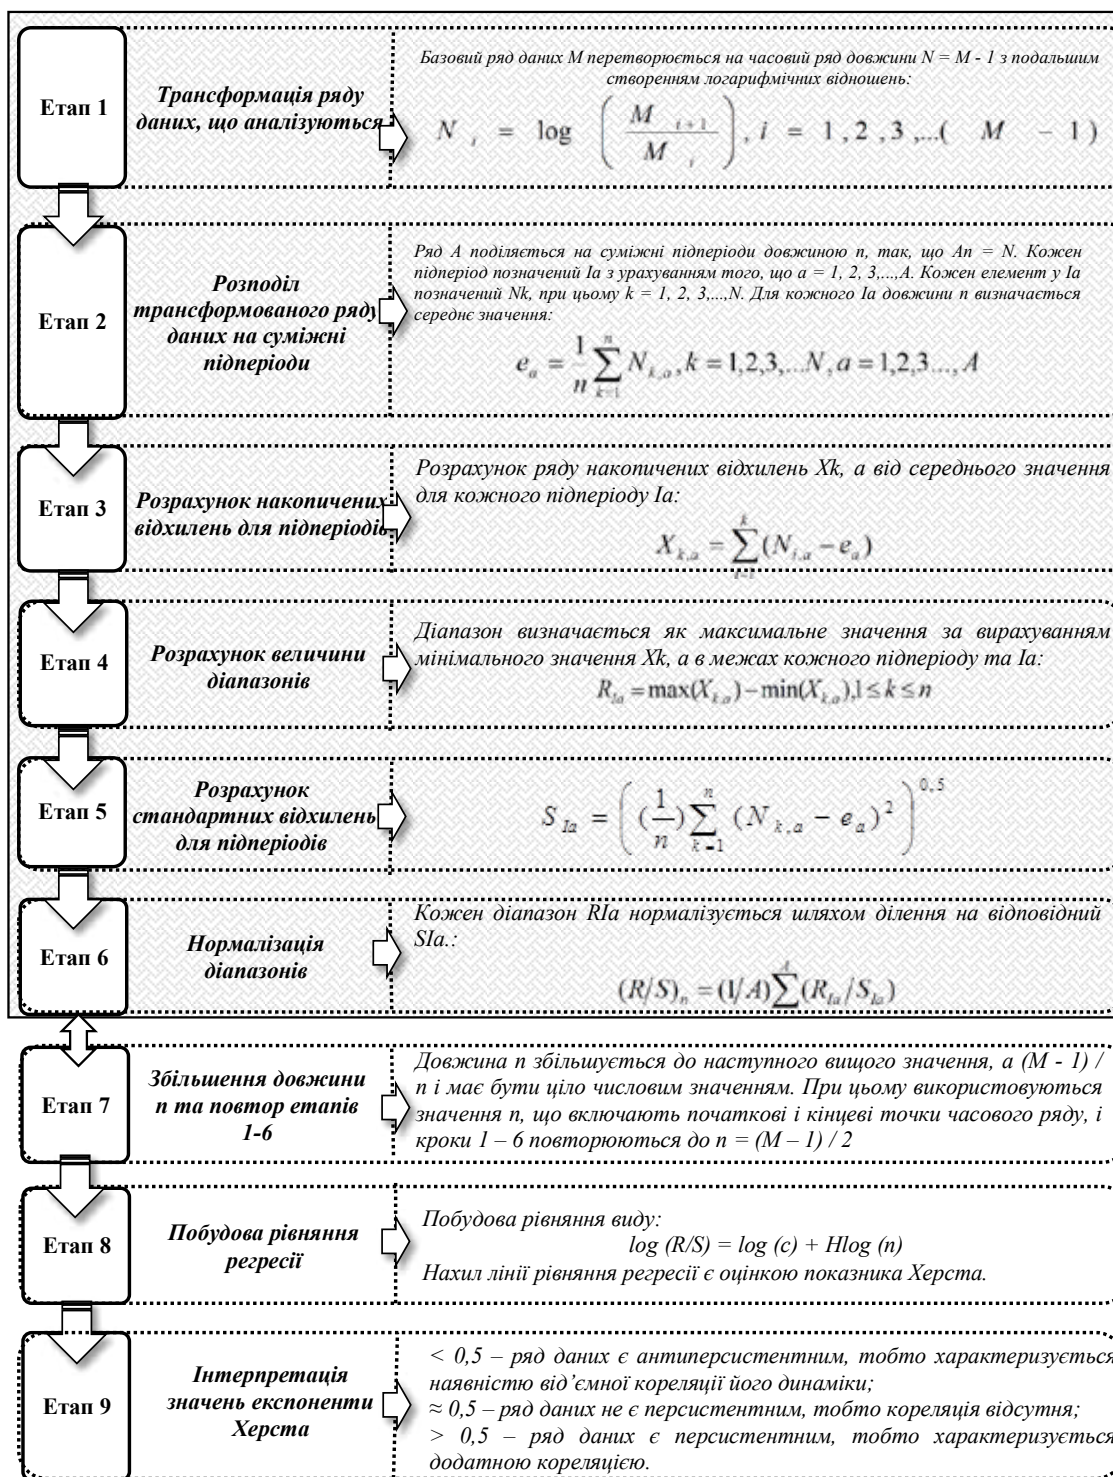 Етап 1
Трансформація ряду
даних, що аналізуються
Базовий ряд даних M перетворюється на часовий ряд довжини N = M - 1 з подальшим
створенням логарифмічних відношень:
N i = log ( M i+1 / M i ), i = 1 , 2 , 3 ,...( M − 1 )
Етап 2
Розподіл
трансформованого ряду
даних на суміжні
підперіоди
Ряд A поділяється на суміжні підперіоди довжиною n, так, що An = N. Кожен
підперіод позначений Ia з урахуванням того, що a = 1, 2, 3,...,A. Кожен елемент у Ia
позначений Nk, при цьому k = 1, 2, 3,...,N. Для кожного Ia довжини n визначається
середнє значення:
e_a = 1/n ∑_{k=1}^{n} N_{k,a}, k = 1,2,3,...N, a = 1,2,3..., A
Етап 3
Розрахунок накопичених
відхилень для підперіодів
Розрахунок ряду накопичених відхилень Xk, a від середнього значення
для кожного підперіоду Ia:
X_{k,a} = ∑_{i=1}^{k} (N_{i,a} − e_a)
Етап 4
Розрахунок величини
діапазонів
Діапазон визначається як максимальне значення за вирахуванням
мінімального значення Xk, a в межах кожного підперіоду та Ia:
R_{Ia} = max(X_{k,a}) − min(X_{k,a}), 1 ≤ k ≤ n
Етап 5
Розрахунок
стандартних відхилень
для підперіодів
S_{Ia} = ( (1/n) ∑_{k=1}^{n} (N_{k,a} − e_a)^2 )^{0,5}
Етап 6
Нормалізація
діапазонів
Кожен діапазон RIa нормалізується шляхом ділення на відповідний
SIa.:
(R/S)_n = (1/A) ∑^{A} (R_{Ia}/S_{Ia})
Етап 7
Збільшення довжини
n та повтор етапів
1-6
Довжина n збільшується до наступного вищого значення, а (M - 1) /
n і має бути ціло числовим значенням. При цьому використовуються
значення n, що включають початкові і кінцеві точки часового ряду, і
кроки 1 – 6 повторюються до n = (M – 1) / 2
Етап 8
Побудова рівняння
регресії
Побудова рівняння виду:
log (R/S) = log (c) + Hlog (n)
Нахил лінії рівняння регресії є оцінкою показника Херста.
Етап 9
Інтерпретація
значень експоненти
Херста
< 0,5 – ряд даних є антиперсистентним, тобто характеризується
наявністю від’ємної кореляції його динаміки;
≈ 0,5 – ряд даних не є персистентним, тобто кореляція відсутня;
> 0,5 – ряд даних є персистентним, тобто характеризується
додатною кореляцією.